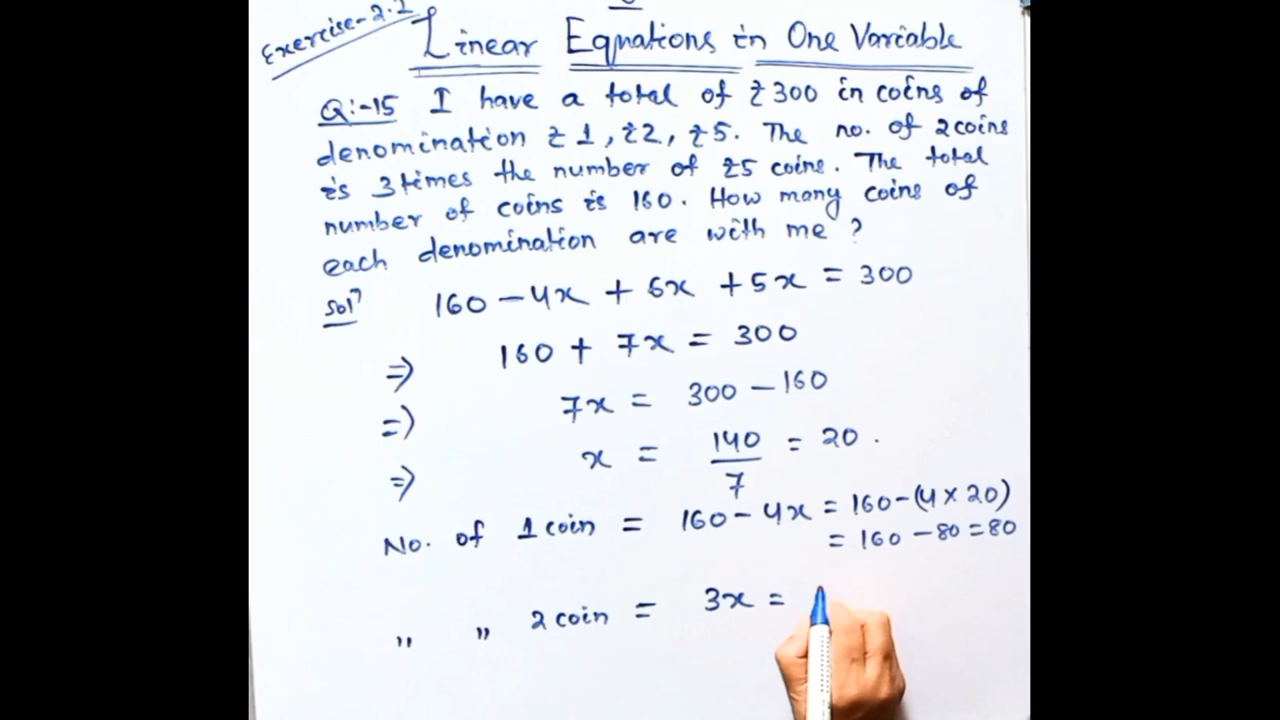 Exercise-2.2
Linear Equations in One Variable
Q:-15 I have a total of ₹300 in coins of
denomination ₹1, ₹2, ₹5. The no. of 2 coins
is 3 times the number of ₹5 coins. The total
number of coins is 160. How many coins of
each denomination are with me?
Solⁿ 160 - 4x + 6x + 5x = 300
⇒ 160 + 7x = 300
⇒ 7x = 300 - 160
⇒ x = 140/7 = 20.
No. of 1 coin = 160 - 4x = 160 - (4 × 20)
= 160 - 80 = 80
,, ,, 2 coin = 3x =